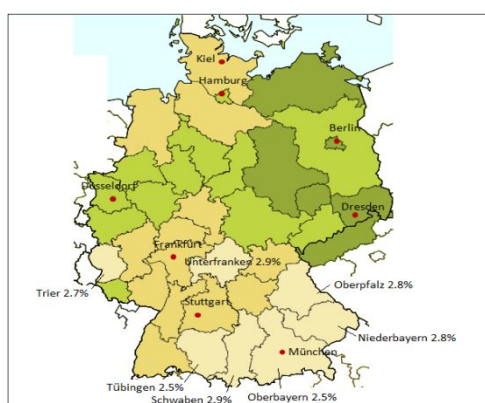 Kiel
Hamburg
Berlin
Düsseldorf
Dresden
Frankfurt
Unterfranken 2.9%
Oberpfalz 2.8%
Trier 2.7%
Stuttgart
Niederbayern 2.8%
München
Tübingen 2.5%
Schwaben 2.9%
Oberbayern 2.5%